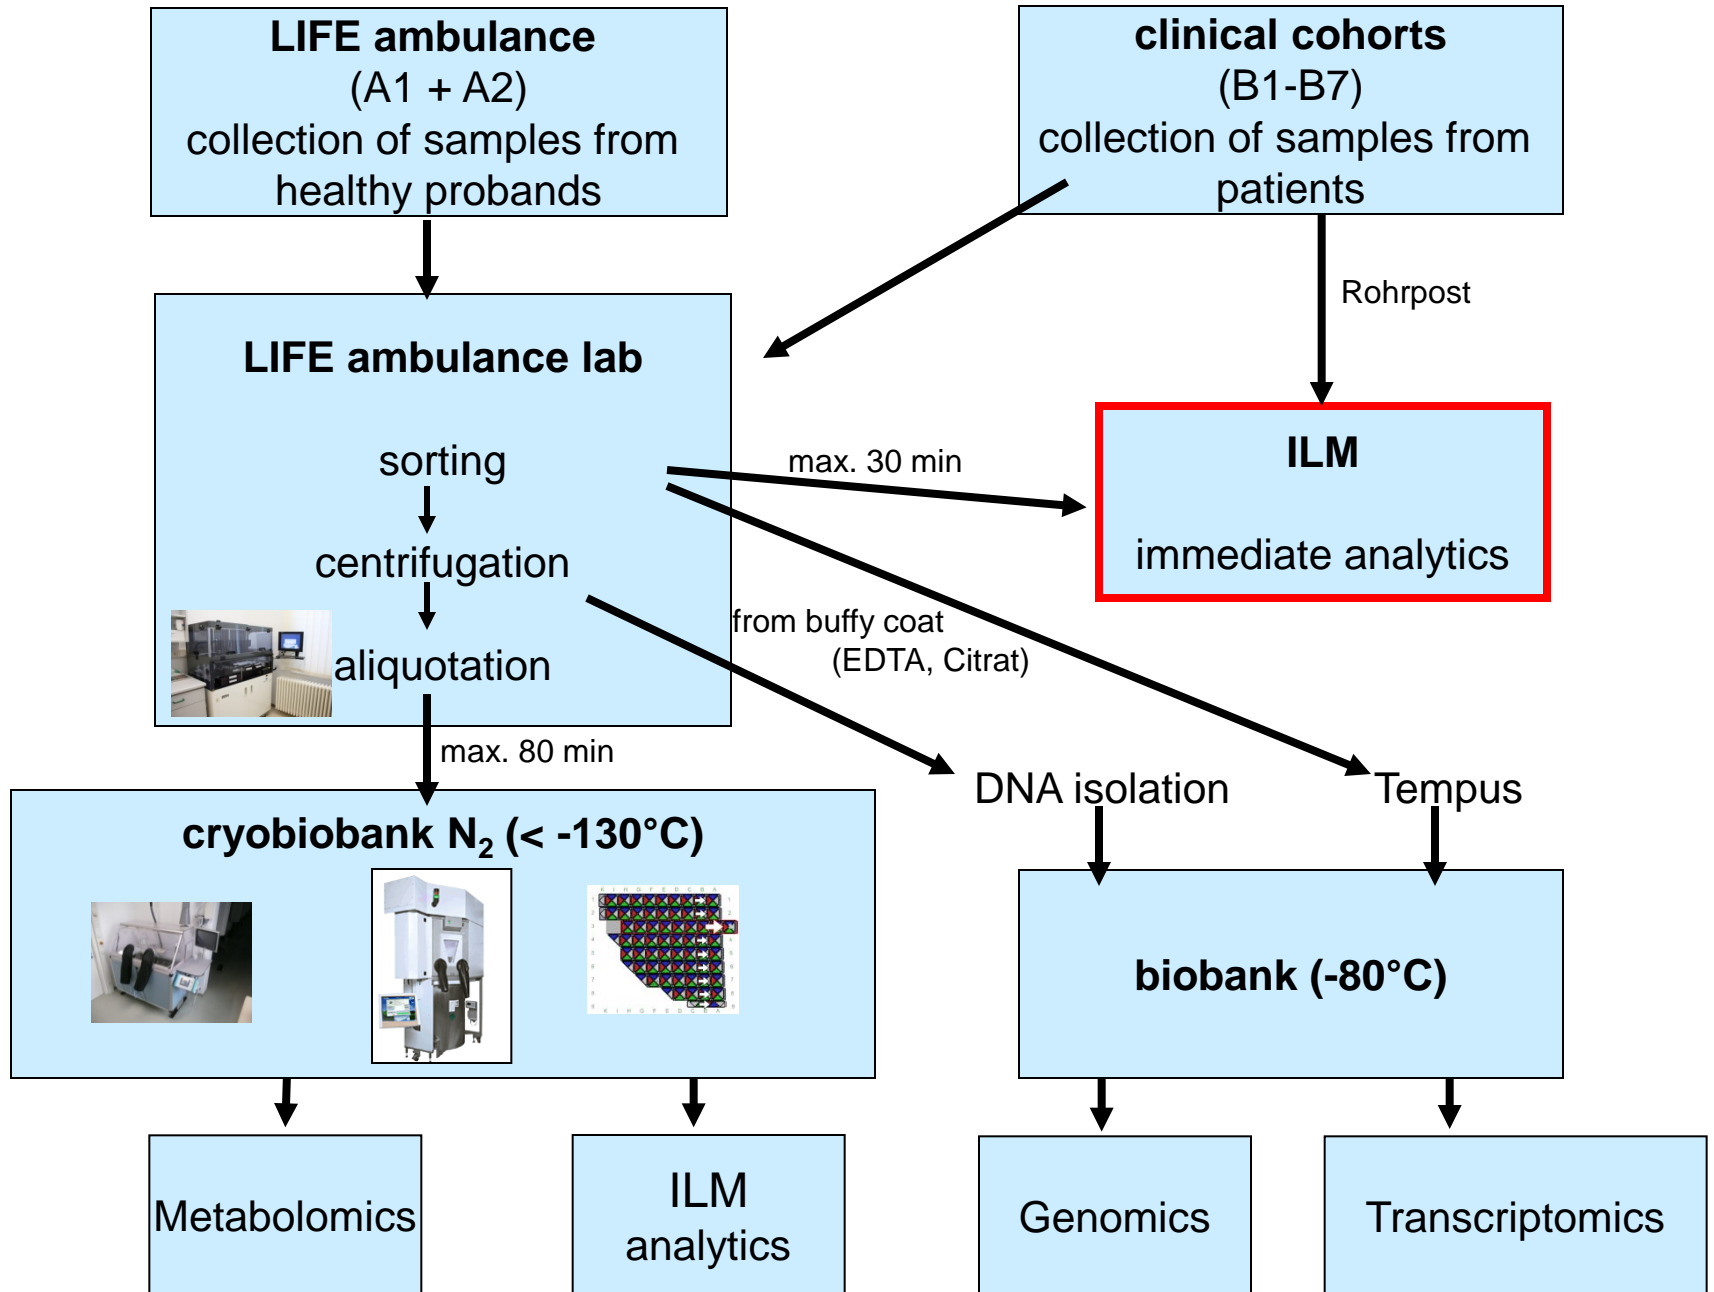 LIFE ambulance
(A1 + A2)
collection of samples from
healthy probands
clinical cohorts
(B1-B7)
collection of samples from
patients
Rohrpost
LIFE ambulance lab
sorting
centrifugation
aliquotation
max. 30 min
ILM
immediate analytics
from buffy coat
(EDTA, Citrat)
max. 80 min
DNA isolation
Tempus
cryobiobank N₂ (< -130°C)
biobank (-80°C)
Metabolomics
ILM
analytics
Genomics
Transcriptomics